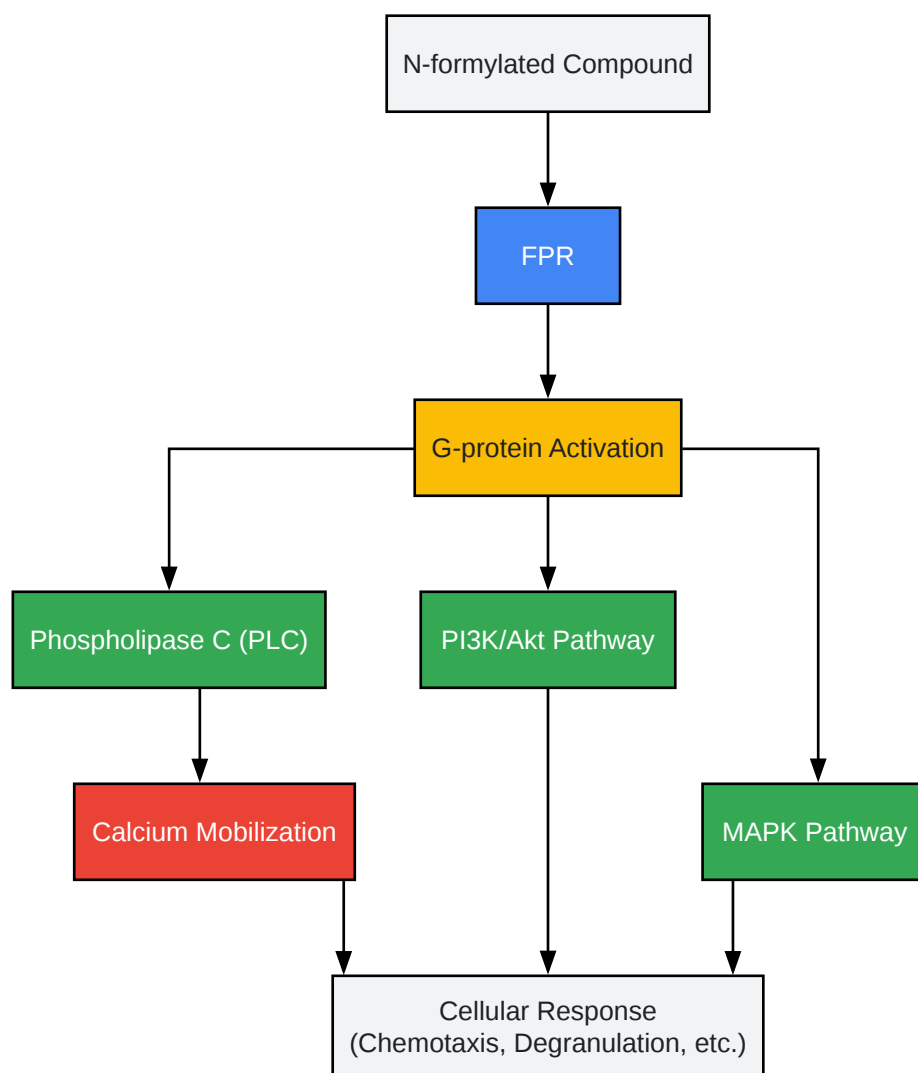 N-formylated Compound
FPR
G-protein Activation
Phospholipase C (PLC)
PI3K/Akt Pathway
Calcium Mobilization
MAPK Pathway
Cellular Response
(Chemotaxis, Degranulation, etc.)